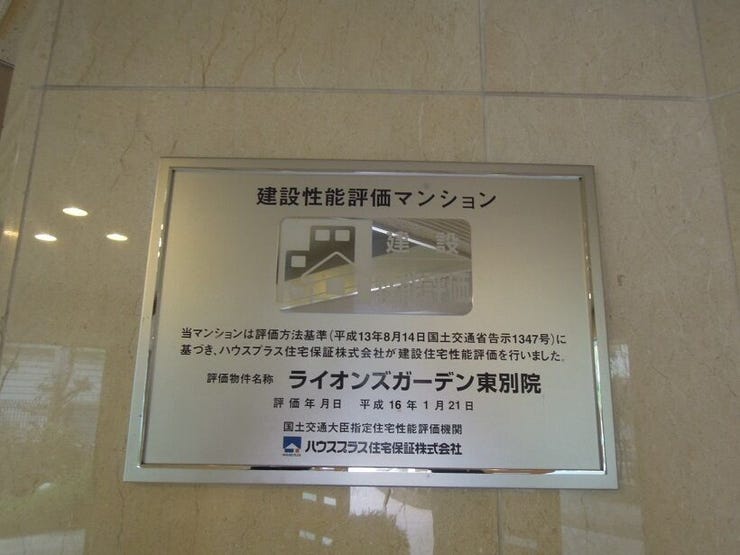 建設性能評価マンション
建設
性能評価
当マンションは評価方法基準(平成13年8月14日国土交通省告示1347号)に
基づき、ハウスプラス住宅保証株式会社が建設住宅性能評価を行いました。
評価物件名称 ライオンズガーデン東別院
評価年月日 平成16年1月21日
国土交通大臣指定住宅性能評価機関
ハウスプラス住宅保証株式会社